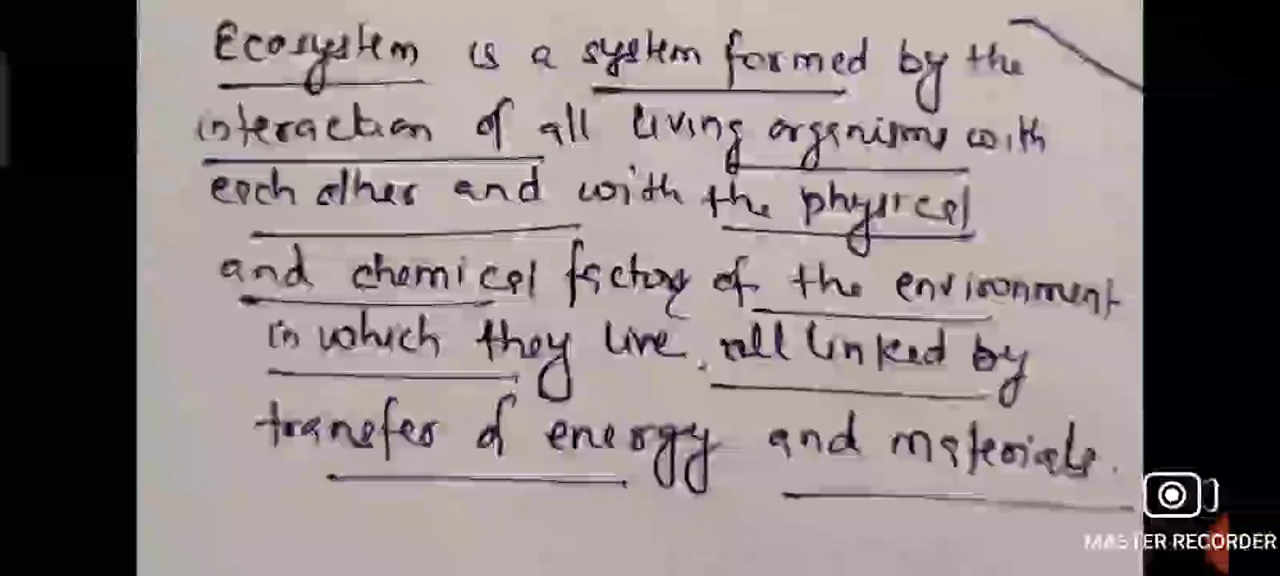 Ecosystem is a system formed by the
interaction of all living organisms with
each other and with the physical
and chemical factory of the environment
in which they live. all linked by
transfer of energy and materials.
MASTER RECORDER